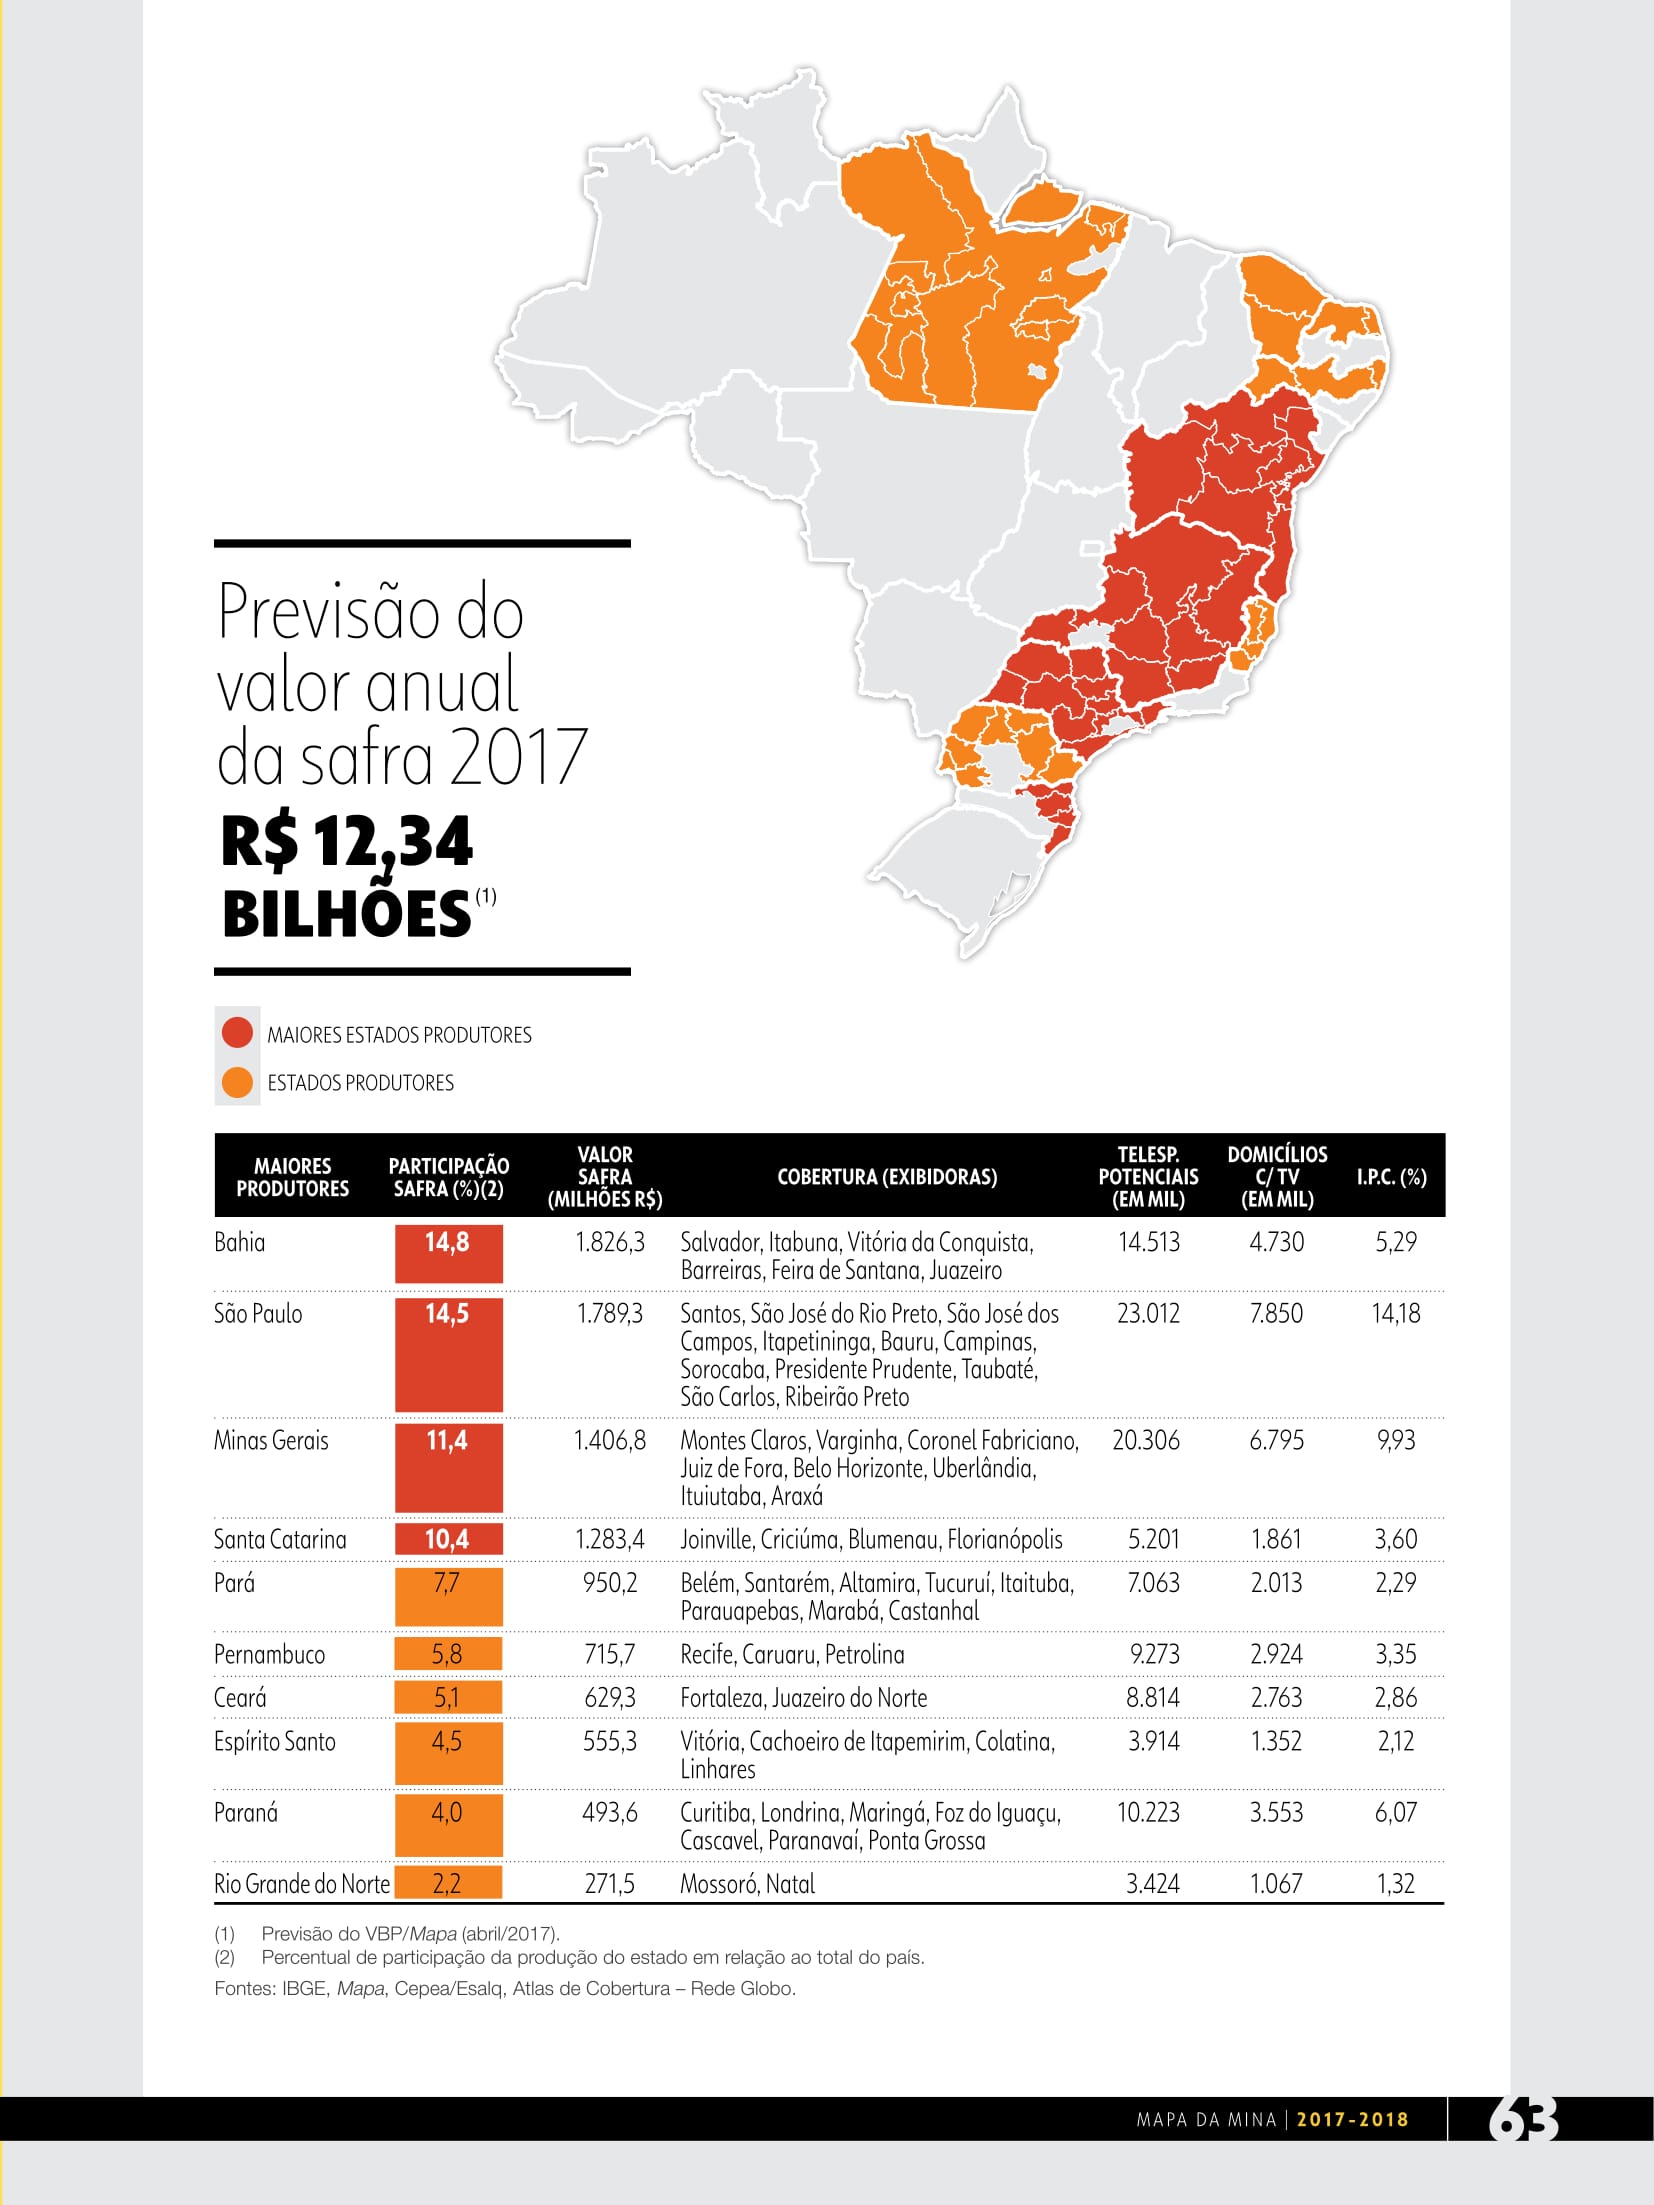 Previsão do
valor anual
da safra 2017
R$ 12,34
BILHÕES (1)
MAIORES ESTADOS PRODUTORES
ESTADOS PRODUTORES
MAIORES PRODUTORES PARTICIPAÇÃO SAFRA (%)(2) VALOR SAFRA (MILHÕES R$) COBERTURA (EXIBIDORAS) TELESP. POTENCIAIS (EM MIL) DOMICÍLIOS C/ TV (EM MIL) I.P.C. (%)
Bahia 14,8 1.826,3 Salvador, Itabuna, Vitória da Conquista, 14.513 4.730 5,29
Barreiras, Feira de Santana, Juazeiro
São Paulo 14,5 1.789,3 Santos, São José do Rio Preto, São José dos 23.012 7.850 14,18
Campos, Itapetininga, Bauru, Campinas,
Sorocaba, Presidente Prudente, Taubaté,
São Carlos, Ribeirão Preto
Minas Gerais 11,4 1.406,8 Montes Claros, Varginha, Coronel Fabriciano, 20.306 6.795 9,93
Juiz de Fora, Belo Horizonte, Uberlândia,
Ituiutaba, Araxá
Santa Catarina 10,4 1.283,4 Joinville, Criciúma, Blumenau, Florianópolis 5.201 1.861 3,60
Pará 7,7 950,2 Belém, Santarém, Altamira, Tucuruí, Itaituba, 7.063 2.013 2,29
Parauapebas, Marabá, Castanhal
Pernambuco 5,8 715,7 Recife, Caruaru, Petrolina 9.273 2.924 3,35
Ceará 5,1 629,3 Fortaleza, Juazeiro do Norte 8.814 2.763 2,86
Espírito Santo 4,5 555,3 Vitória, Cachoeiro de Itapemirim, Colatina, 3.914 1.352 2,12
Linhares
Paraná 4,0 493,6 Curitiba, Londrina, Maringá, Foz do Iguaçu, 10.223 3.553 6,07
Cascavel, Paranavaí, Ponta Grossa
Rio Grande do Norte 2,2 271,5 Mossoró, Natal 3.424 1.067 1,32
(1) Previsão do VBP/Mapa (abril/2017).
(2) Percentual de participação da produção do estado em relação ao total do país.
Fontes: IBGE, Mapa, Cepea/Esalq, Atlas de Cobertura – Rede Globo.
MAPA DA MINA | 2017-2018 63